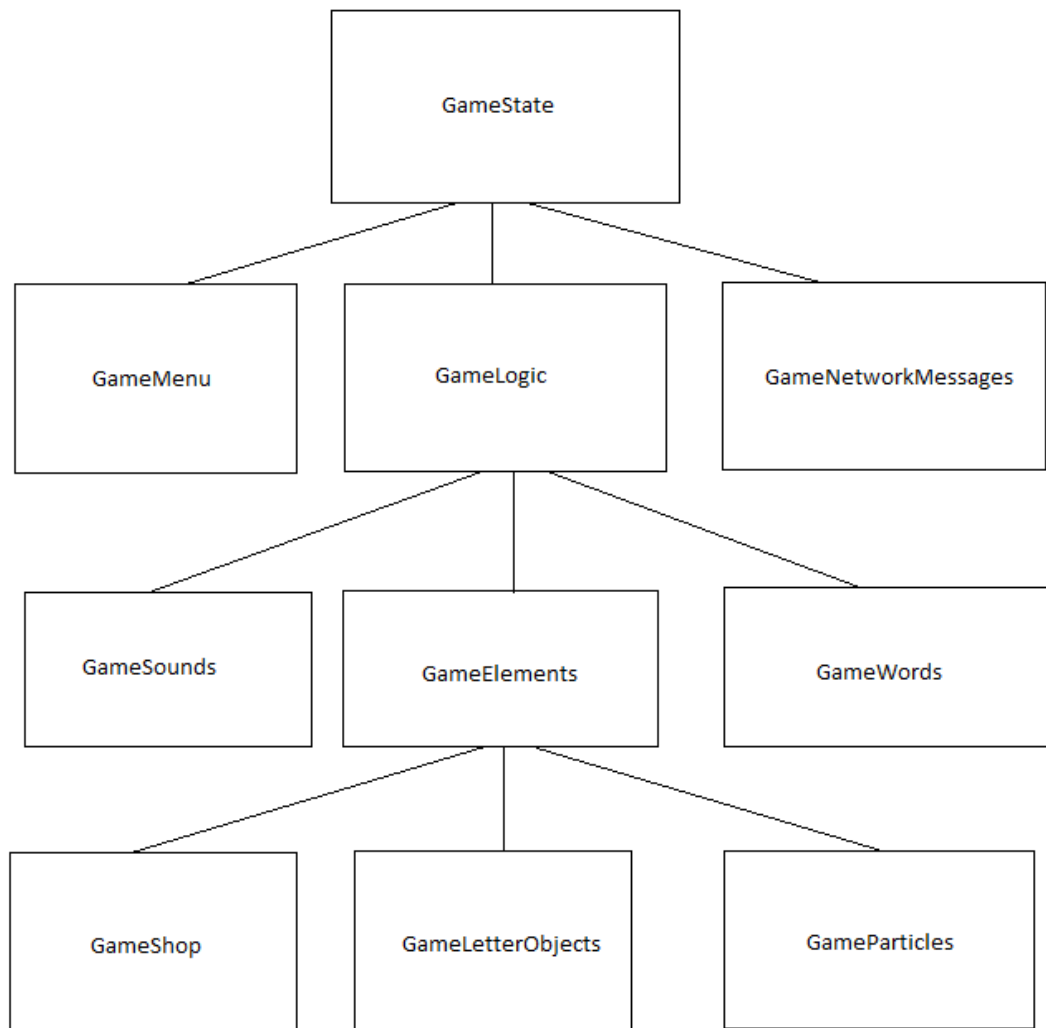 GameState
GameMenu
GameLogic
GameNetworkMessages
GameSounds
GameElements
GameWords
GameShop
GameLetterObjects
GameParticles